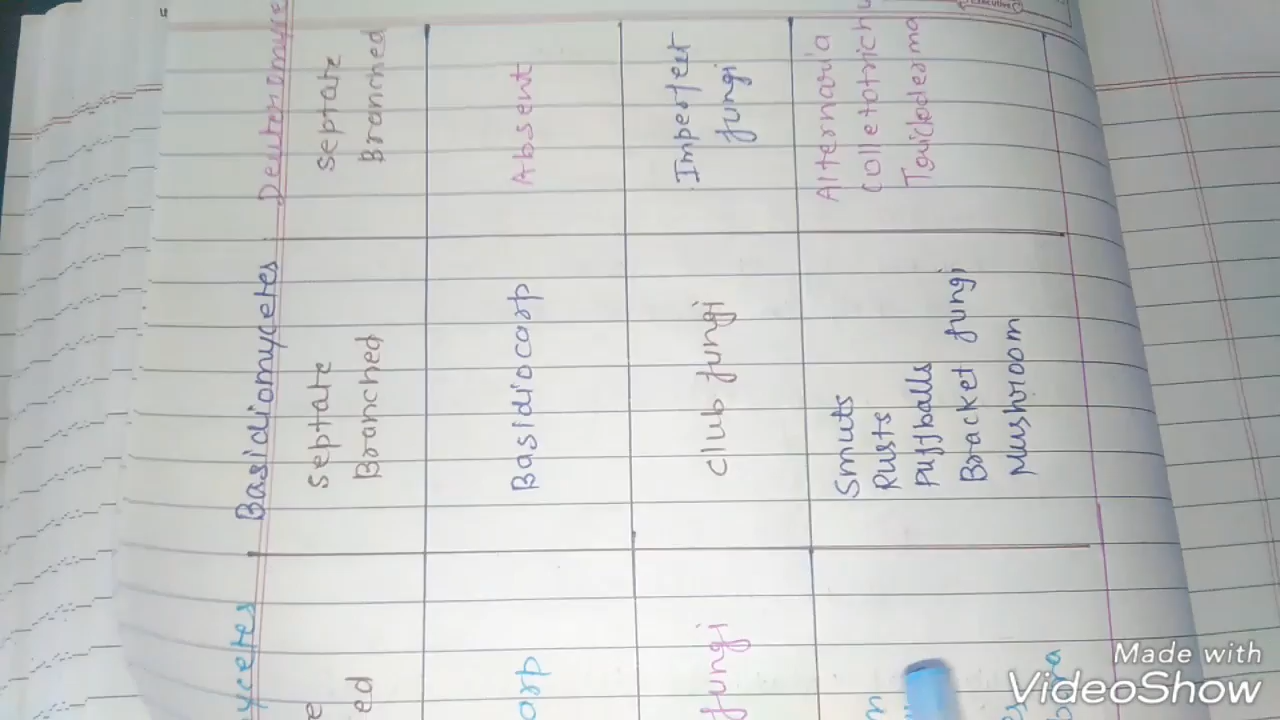 Basidiomycetes
Septate
Branched
Septate
Branched
Basidiocarp
Absent
Club fungi
Imperfect
fungi
Smuts
Rusts
Puffballs
Bracket fungi
Mushroom
Alternaria
fungi
Made with
VideoShow